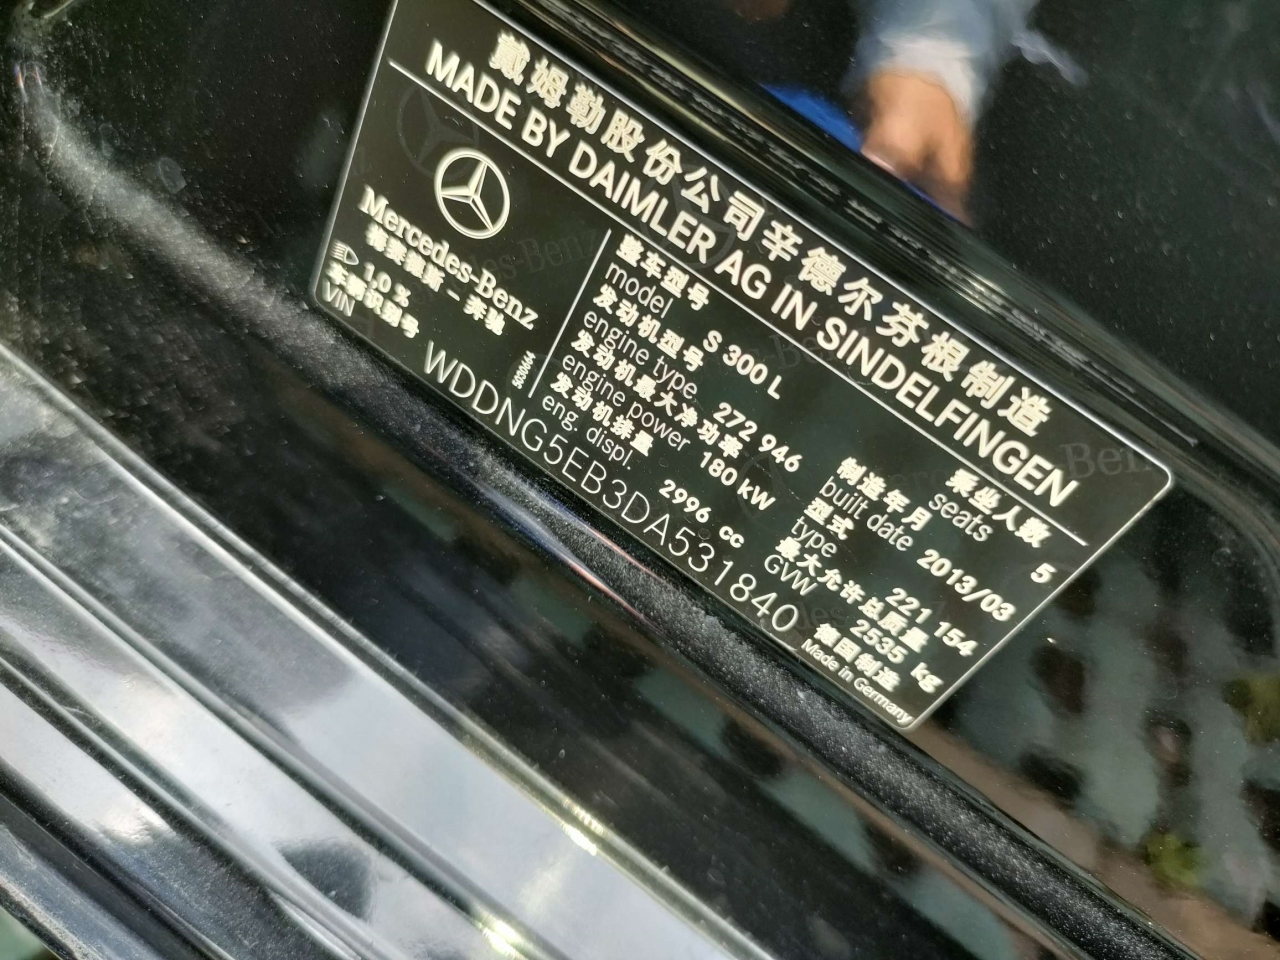 戴姆勒股份公司辛德尔芬根制造
MADE BY DAIMLER AG IN SINDELFINGEN
Mercedes-Benz
梅赛德斯-奔驰
1.0 %
车辆识别号
VIN
WDDNG5EB3DA531840
整车型号
model S 300 L
发动机型号
engine type 272 946
发动机最大净功率
engine power 180 kW
发动机排量
eng. displ. 2996 cc
乘坐人数
seats 5
制造年月
built date 2013/03
型式
type 221 154
最大允许总质量
GVW 2535 kg
德国制造
Made in Germany